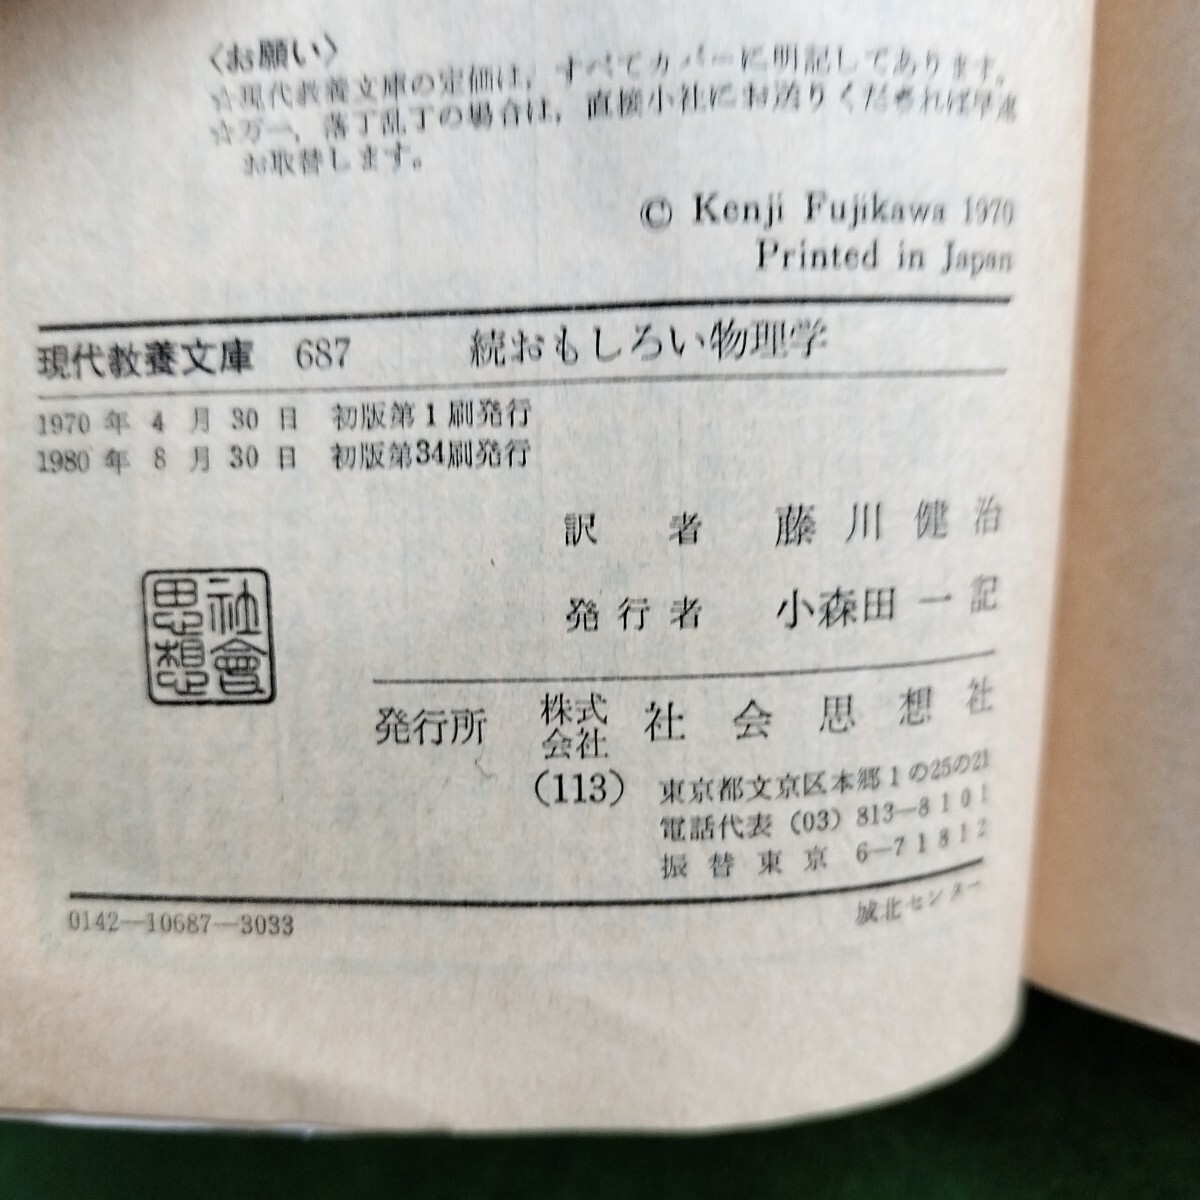 〈お願い〉
☆現代教養文庫の定価は，すべてカバーに明記してあります。
☆万一，落丁乱丁の場合は，直接小社にお送りくだされば早速
お取替します。
© Kenji Fujikawa 1970
Printed in Japan
現代教養文庫 687 続おもしろい物理学
1970年4月30日 初版第1刷発行
1980年8月30日 初版第34刷発行
訳者 藤川健治
発行者 小森田一記
社會思想
発行所 株式会社 社会思想社
(113) 東京都文京区本郷1の25の21
電話代表 (03) 813―8101
振替東京 6―71812
0142―10687―3033
城北センター